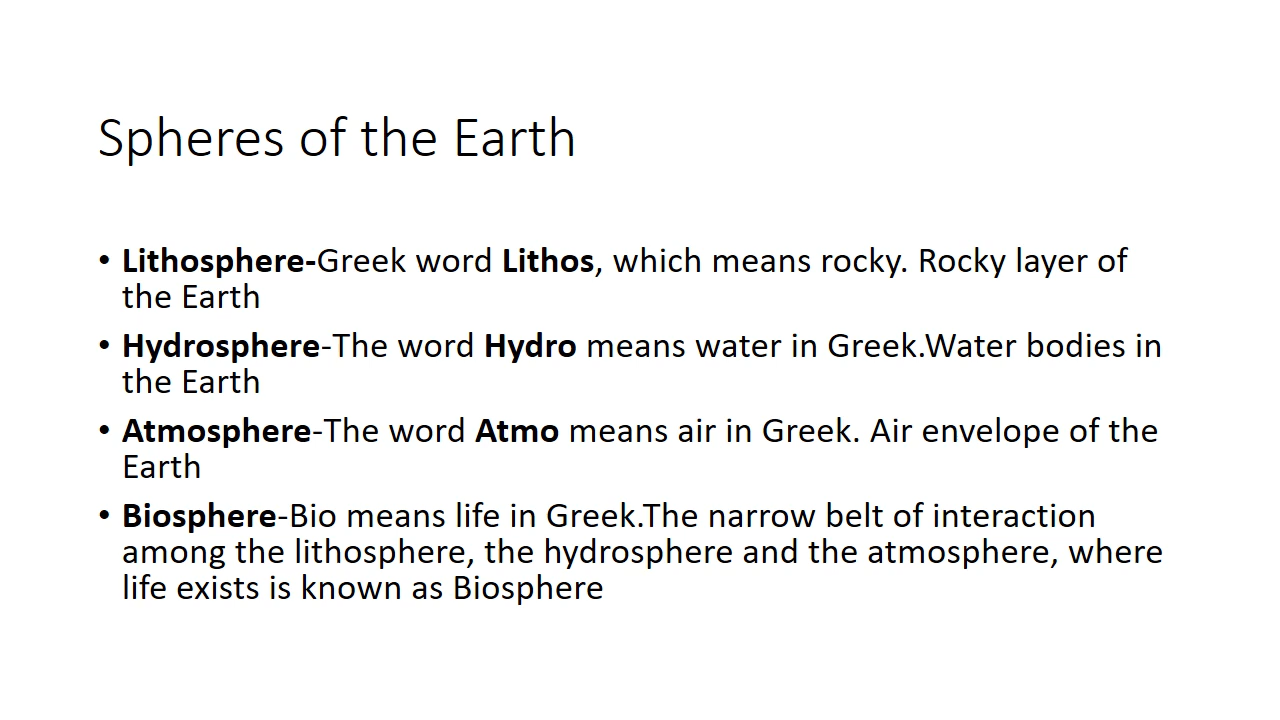 Spheres of the Earth
• Lithosphere-Greek word Lithos, which means rocky. Rocky layer of
the Earth
• Hydrosphere-The word Hydro means water in Greek.Water bodies in
the Earth
• Atmosphere-The word Atmo means air in Greek. Air envelope of the
Earth
• Biosphere-Bio means life in Greek.The narrow belt of interaction
among the lithosphere, the hydrosphere and the atmosphere, where
life exists is known as Biosphere